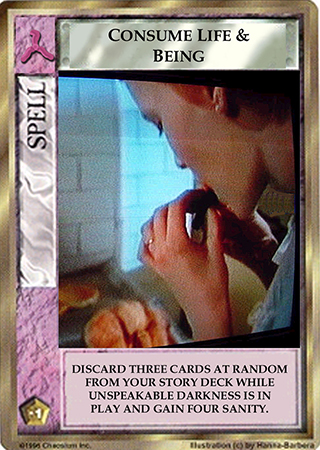 CONSUME LIFE &
BEING
SPELL
DISCARD THREE CARDS AT RANDOM
FROM YOUR STORY DECK WHILE
UNSPEAKABLE DARKNESS IS IN
PLAY AND GAIN FOUR SANITY.
-1
©1996 Chaosium Inc.
Illustration (c) by Hanna-Barbera